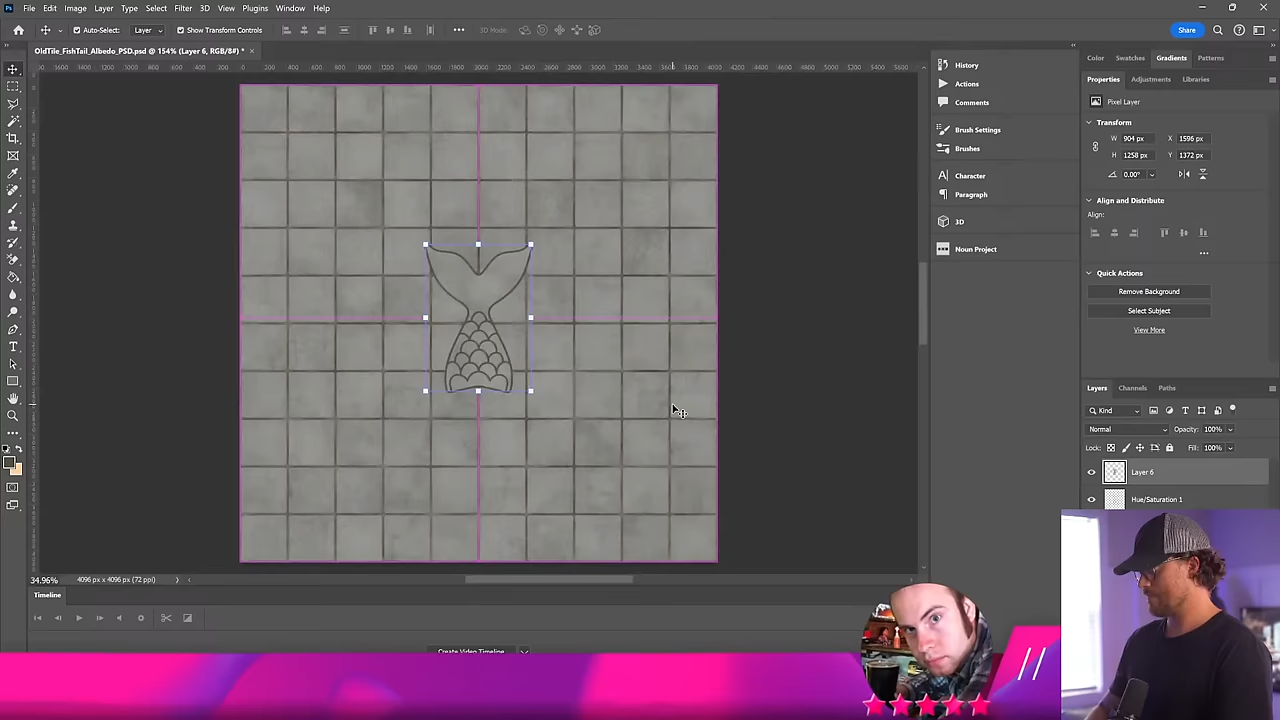 Ps File Edit Image Layer Type Select Filter 3D View Plugins Window Help
Auto-Select: Layer Show Transform Controls 3D Mode: Share
OldTile_FishTail_Albedo_PSD.psd @ 154% (Layer 6, RGB/8#) * ×
Color Swatches Gradients Patterns
History
Properties Adjustments Libraries
Actions
Pixel Layer
Comments
Transform
Brush Settings
W 904 px X 1596 px
Brushes
H 1258 px Y 1372 px
Character
0.00°
Paragraph
Align and Distribute
Align:
3D
Noun Project
Quick Actions
Remove Background
Select Subject
View More
Layers Channels Paths
Kind
Normal Opacity: 100%
Lock: Fill: 100%
Layer 6
Hue/Saturation 1
34.96% 4096 px x 4096 px (72 ppi)
Timeline
Create Video Timeline
//